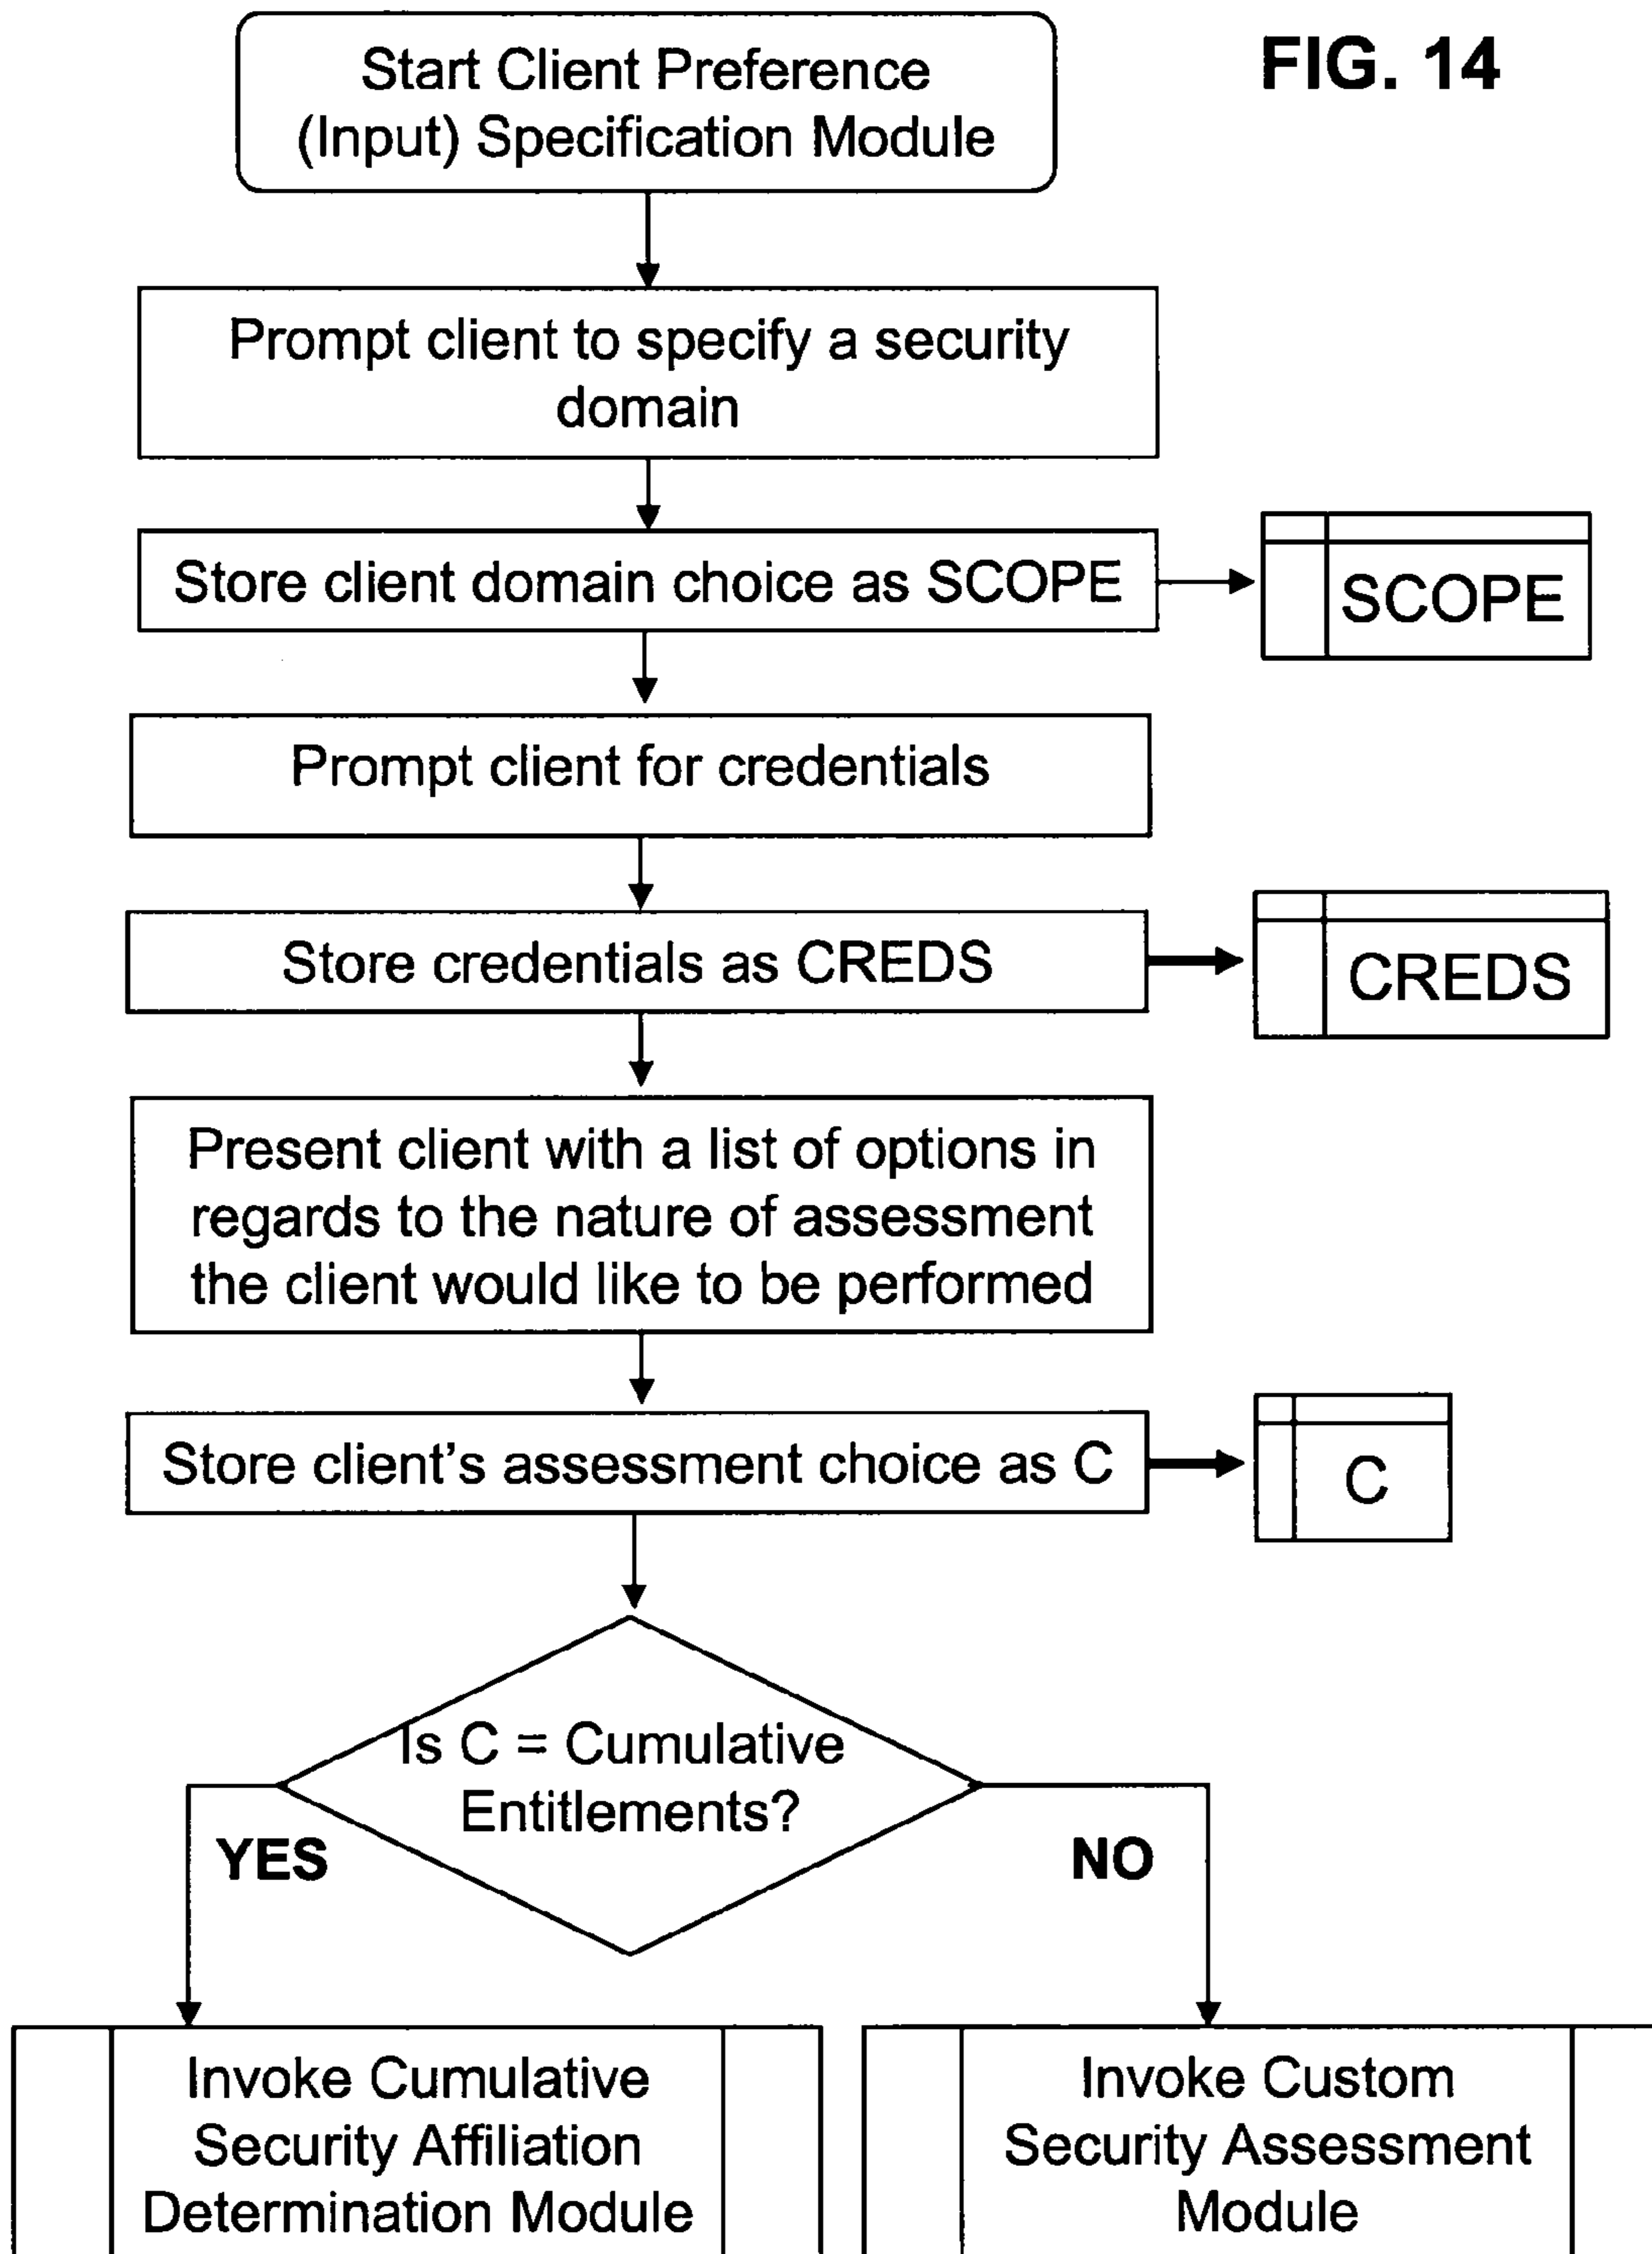 FIG. 14
Start Client Preference
(Input) Specification Module
Prompt client to specify a security
domain
Store client domain choice as SCOPE
SCOPE
Prompt client for credentials
Store credentials as CREDS
CREDS
Present client with a list of options in
regards to the nature of assessment
the client would like to be performed
Store client's assessment choice as C
C
Is C = Cumulative
Entitlements?
YES
NO
Invoke Cumulative
Security Affiliation
Determination Module
Invoke Custom
Security Assessment
Module